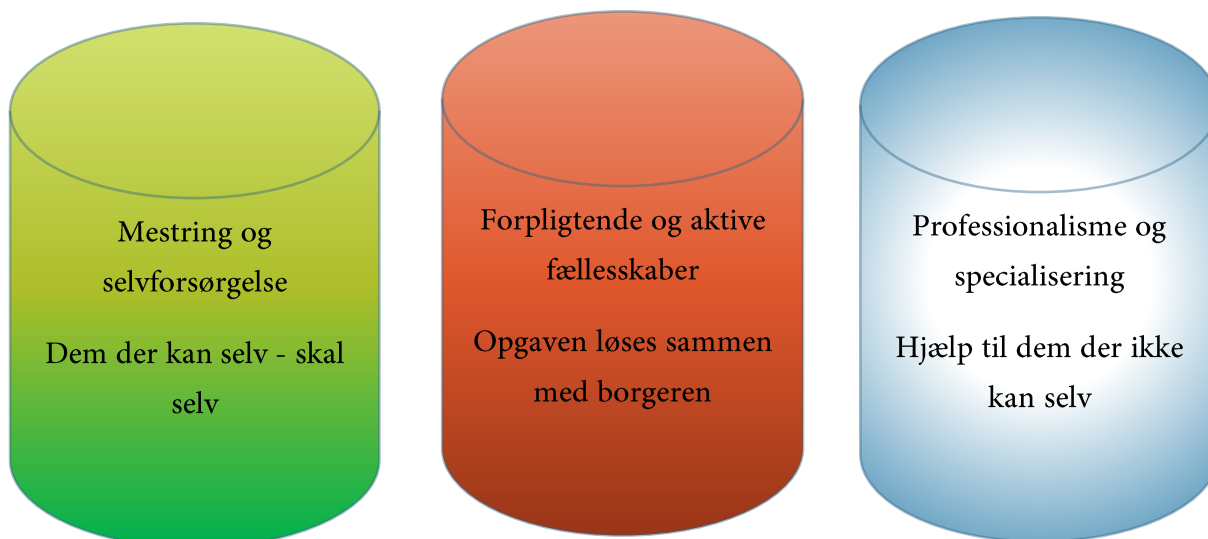 Mestring og
selvforsørgelse
Dem der kan selv - skal
selv
Forpligtende og aktive
fællesskaber
Opgaven løses sammen
med borgeren
Professionalisme og
specialisering
Hjælp til dem der ikke
kan selv